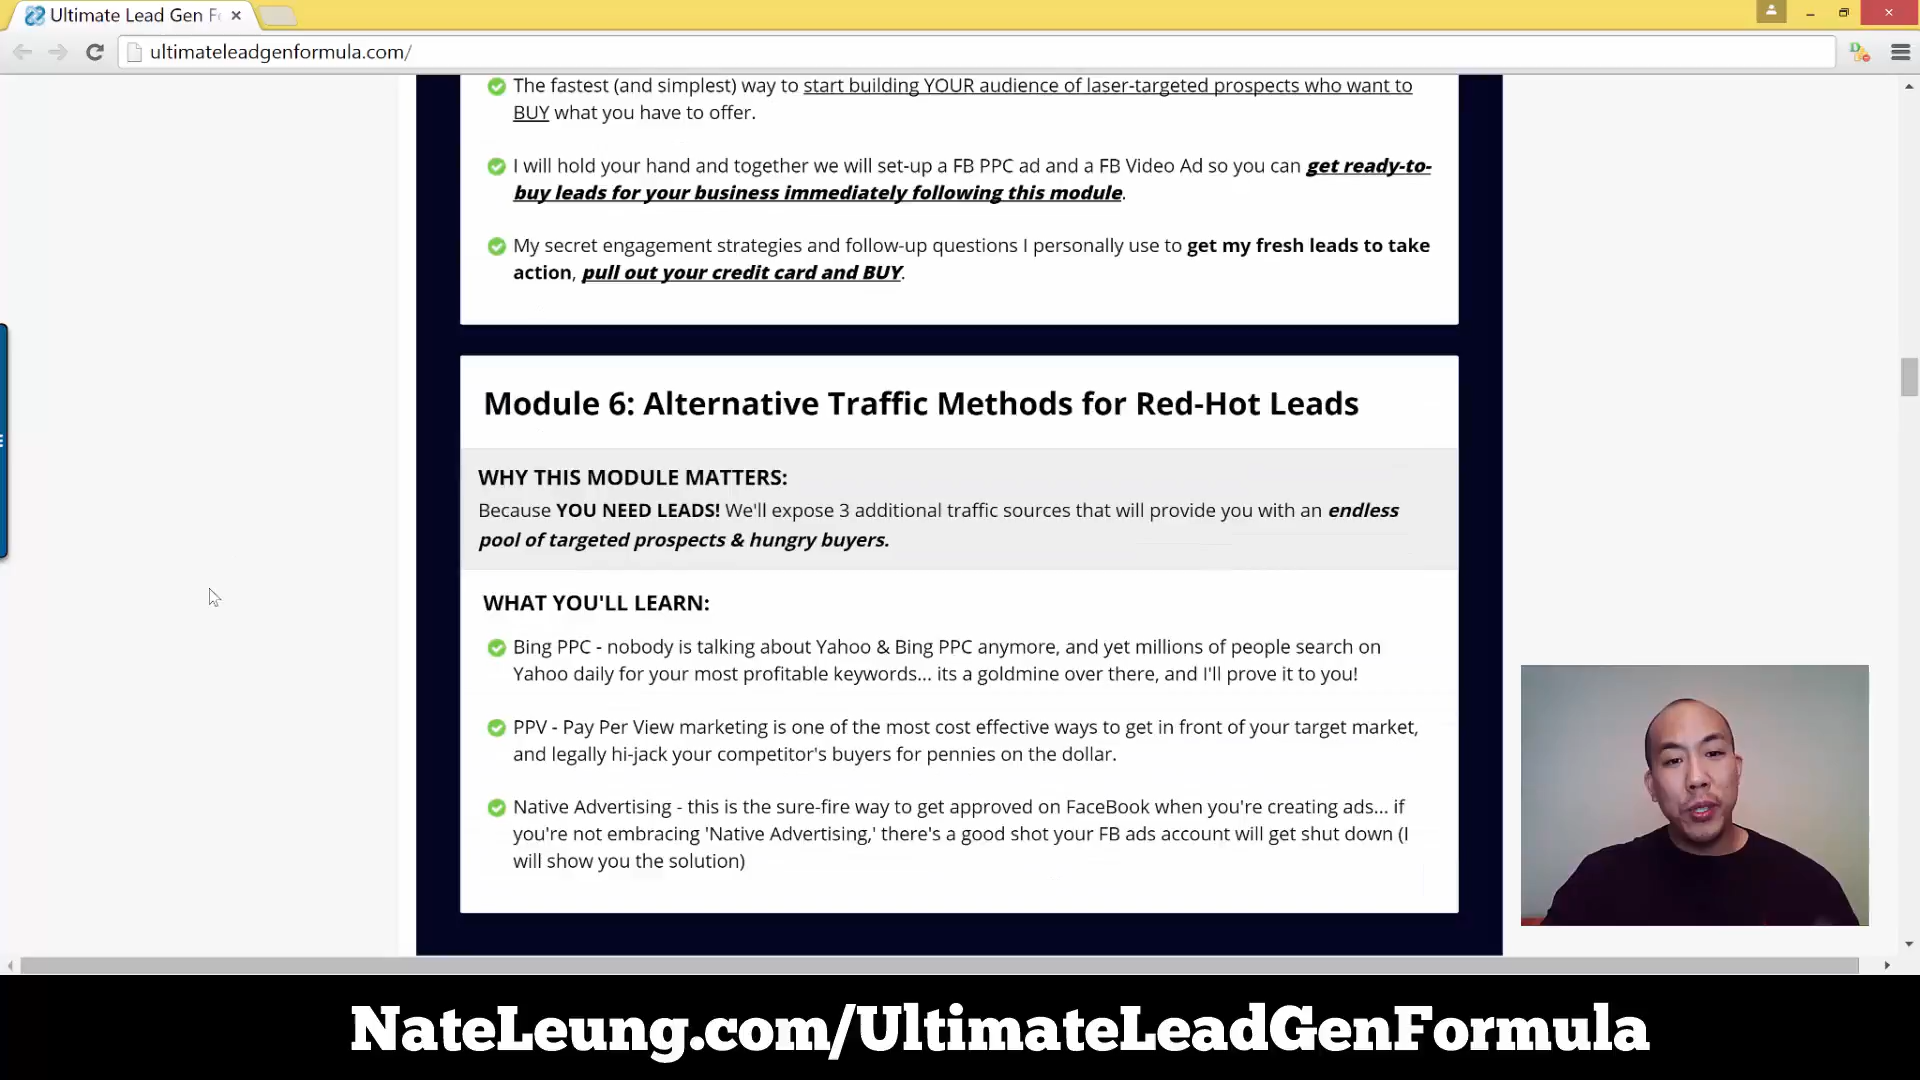 Ultimate Lead Gen F
ultimateleadgenformula.com/
The fastest (and simplest) way to start building YOUR audience of laser-targeted prospects who want to
BUY what you have to offer.
I will hold your hand and together we will set-up a FB PPC ad and a FB Video Ad so you can get ready-to-
buy leads for your business immediately following this module.
My secret engagement strategies and follow-up questions I personally use to get my fresh leads to take
action, pull out your credit card and BUY.
Module 6: Alternative Traffic Methods for Red-Hot Leads
WHY THIS MODULE MATTERS:
Because YOU NEED LEADS! We'll expose 3 additional traffic sources that will provide you with an endless
pool of targeted prospects & hungry buyers.
WHAT YOU'LL LEARN:
Bing PPC - nobody is talking about Yahoo & Bing PPC anymore, and yet millions of people search on
Yahoo daily for your most profitable keywords... its a goldmine over there, and I'll prove it to you!
PPV - Pay Per View marketing is one of the most cost effective ways to get in front of your target market,
and legally hi-jack your competitor's buyers for pennies on the dollar.
Native Advertising - this is the sure-fire way to get approved on FaceBook when you're creating ads... if
you're not embracing 'Native Advertising,' there's a good shot your FB ads account will get shut down (I
will show you the solution)
NateLeung.com/UltimateLeadGenFormula